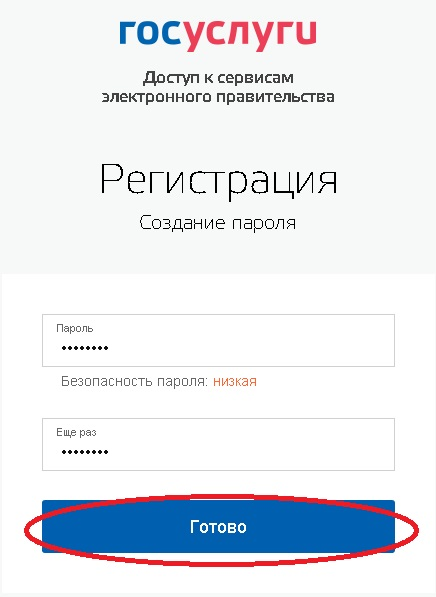 госуслуги
Доступ к сервисам
электронного правительства
Регистрация
Создание пароля
Пароль
••••••••
Безопасность пароля: низкая
Еще раз
••••••••
Готово